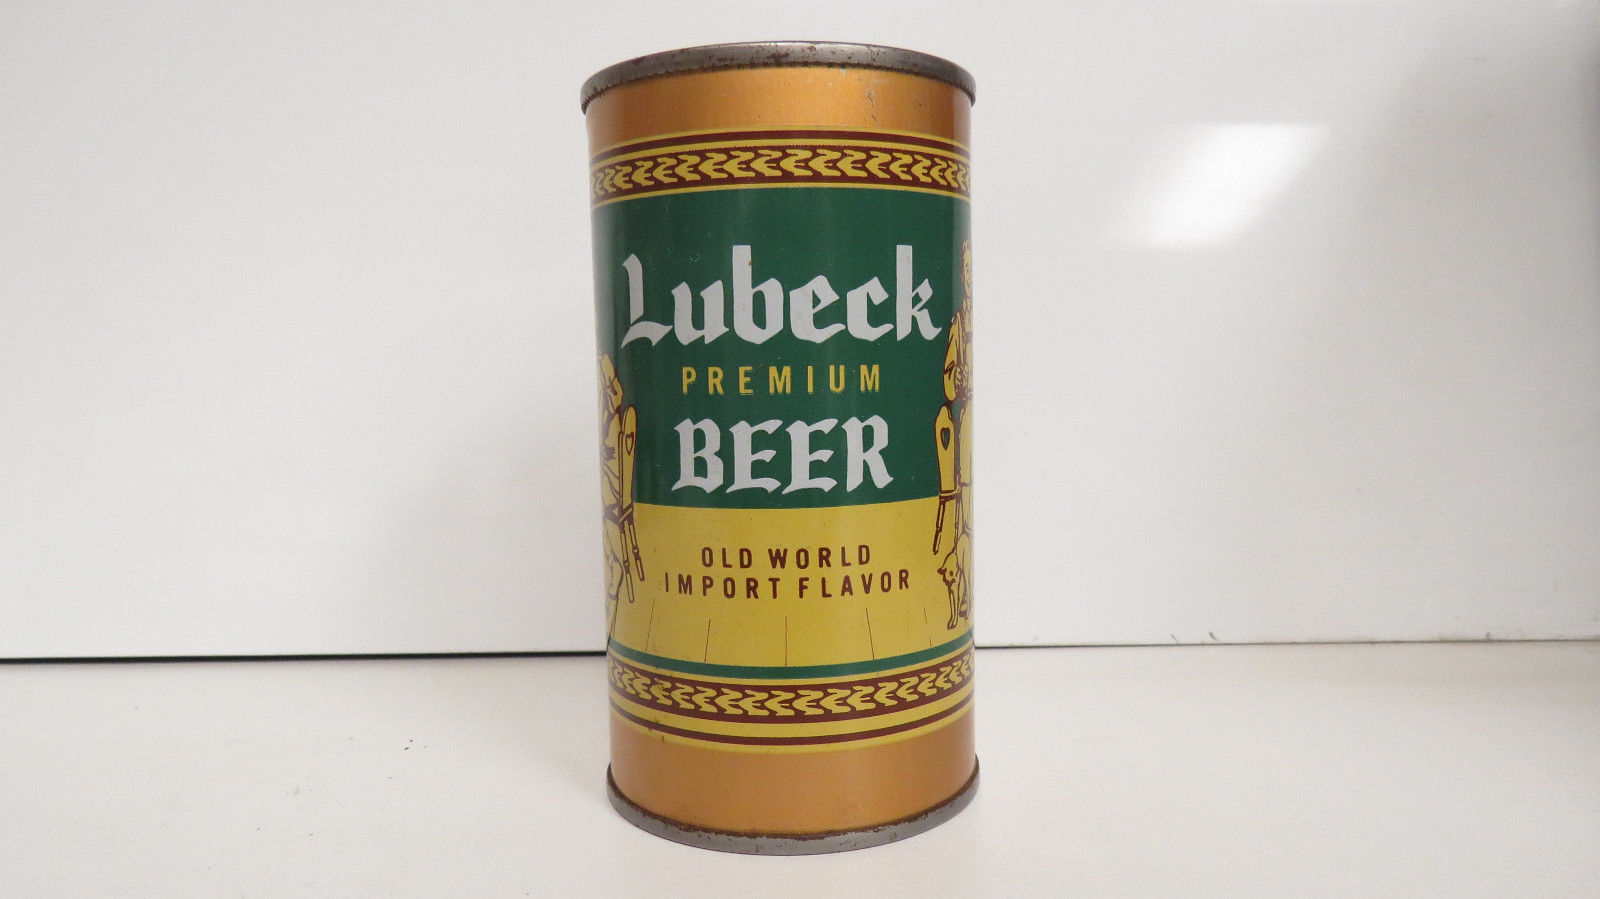 Lubeck
PREMIUM
BEER
OLD WORLD
IMPORT FLAVOR